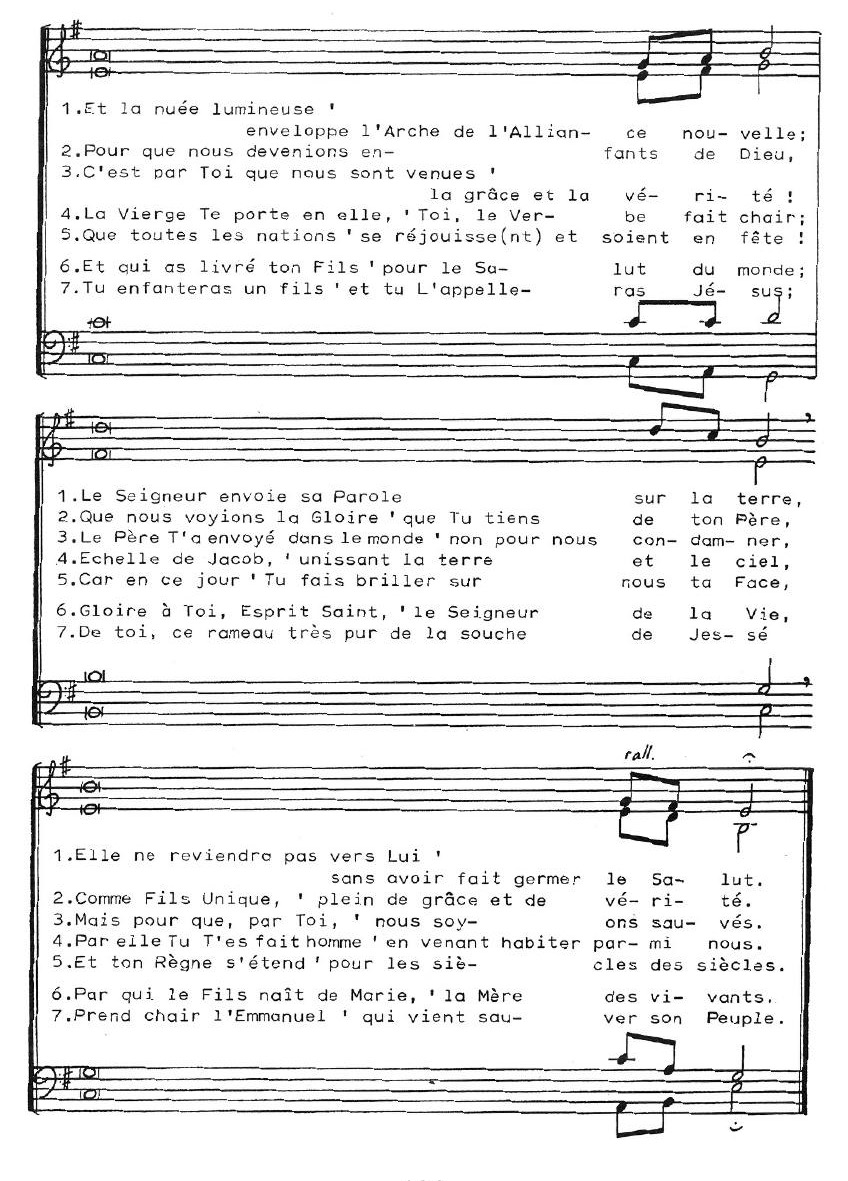 1.Et la nuée lumineuse '
enveloppe l'Arche de l'Allian- ce nou- velle;
2.Pour que nous devenions en- fants de Dieu,
3.C'est par Toi que nous sont venues '
la grâce et la vé- ri- té !
4.La Vierge Te porte en elle, ' Toi, le Ver- be fait chair;
5.Que toutes les nations ' se réjouisse(nt) et soient en fête !
6.Et qui as livré ton Fils ' pour le Sa- lut du monde;
7.Tu enfanteras un fils ' et tu L'appelle- ras Jé- sus;
1.Le Seigneur envoie sa Parole sur la terre,
2.Que nous voyions la Gloire ' que Tu tiens de ton Père,
3.Le Père T'a envoyé dans le monde ' non pour nous con- dam- ner,
4.Echelle de Jacob, ' unissant la terre et le ciel,
5.Car en ce jour ' Tu fais briller sur nous ta Face,
6.Gloire à Toi, Esprit Saint, ' le Seigneur de la Vie,
7.De toi, ce rameau très pur de la souche de Jes- sé
rall.
1.Elle ne reviendra pas vers Lui '
sans avoir fait germer le Sa- lut.
2.Comme Fils Unique, ' plein de grâce et de vé- ri- té.
3.Mais pour que, par Toi, ' nous soy- ons sau- vés.
4.Par elle Tu T'es fait homme ' en venant habiter par- mi nous.
5.Et ton Règne s'étend ' pour les siè- cles des siècles.
6.Par qui le Fils naît de Marie, ' la Mère des vi- vants.
7.Prend chair l'Emmanuel ' qui vient sau- ver son Peuple.